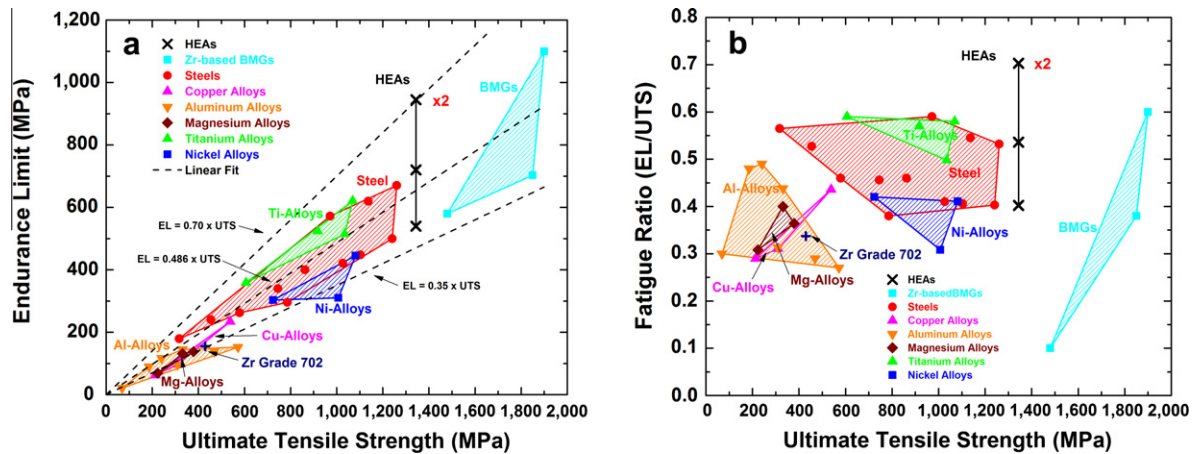 a
HEAs
Zr-based BMGs
Steels
Copper Alloys
Aluminum Alloys
Magnesium Alloys
Titanium Alloys
Nickel Alloys
Linear Fit
HEAs
x2
BMGs
Steel
Ti-Alloys
EL = 0.70 x UTS
EL = 0.486 x UTS
EL = 0.35 x UTS
Ni-Alloys
Cu-Alloys
Al-Alloys
Zr Grade 702
Mg-Alloys
1,200
1,000
800
600
400
200
0
Endurance Limit (MPa)
0 200 400 600 800 1,000 1,200 1,400 1,600 1,800 2,000
Ultimate Tensile Strength (MPa)
b
HEAs
x2
Ti-Alloys
Steel
Al-Alloys
Ni-Alloys
BMGs
Zr Grade 702
Mg-Alloys
Cu-Alloys
HEAs
Zr-basedBMGs
Steels
Copper Alloys
Aluminum Alloys
Magnesium Alloys
Titanium Alloys
Nickel Alloys
0.8
0.7
0.6
0.5
0.4
0.3
0.2
0.1
0.0
Fatigue Ratio (EL/UTS)
0 200 400 600 800 1,000 1,200 1,400 1,600 1,800 2,000
Ultimate Tensile Strength (MPa)